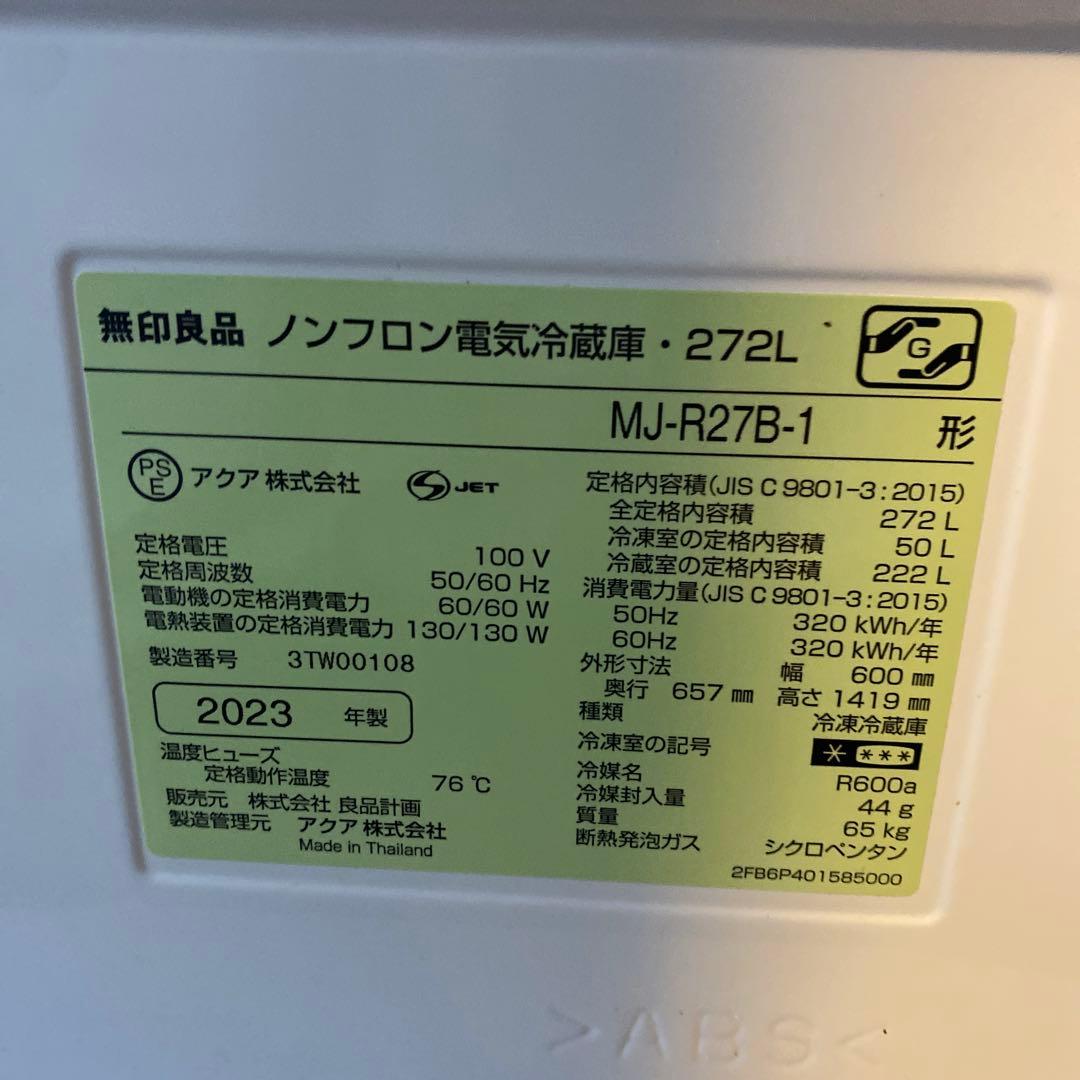 無印良品 ノンフロン電気冷蔵庫・272L
G
MJ-R27B-1 形
PSE アクア株式会社 JET
定格電圧 100 V
定格周波数 50/60 Hz
電動機の定格消費電力 60/60 W
電熱装置の定格消費電力 130/130 W
製造番号 3TW00108
2023 年製
温度ヒューズ
定格動作温度 76 ℃
販売元 株式会社 良品計画
製造管理元 アクア株式会社
Made in Thailand
定格内容積(JIS C 9801-3:2015)
全定格内容積 272 L
冷凍室の定格内容積 50 L
冷蔵室の定格内容積 222 L
消費電力量(JIS C 9801-3:2015)
50Hz 320 kWh/年
60Hz 320 kWh/年
外形寸法 幅 600 ㎜
奥行 657 ㎜ 高さ 1419 ㎜
種類 冷凍冷蔵庫
冷凍室の記号 * ***
冷媒名 R600a
冷媒封入量 44 g
質量 65 kg
断熱発泡ガス シクロペンタン
2FB6P401585000
>ABS<